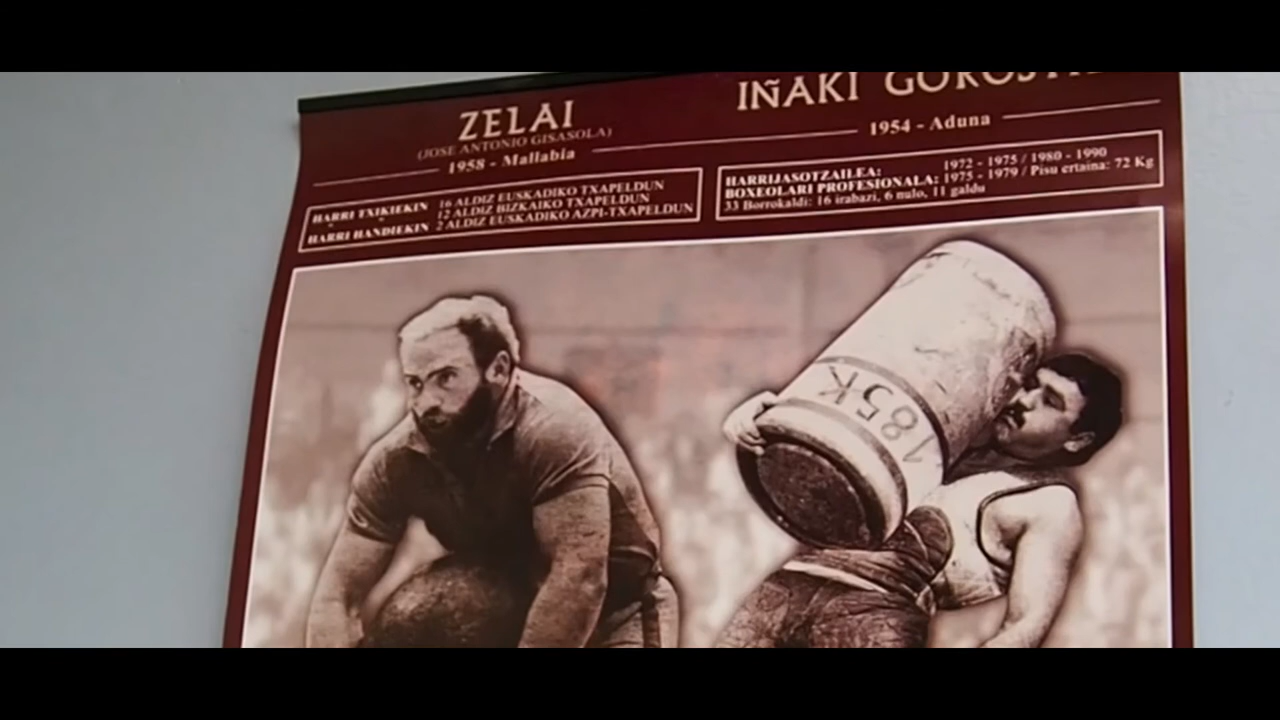 ZELAI
(JOSE ANTONIO GISASOLA)
1958 - Mallabia
HARRI TXIKIEKIN 16 ALDIZ EUSKADIKO TXAPELDUN
" " 12 ALDIZ BIZKAIKO TXAPELDUN
HARRI HANDIEKIN 2 ALDIZ EUSKADIKO AZPI-TXAPELDUN
IÑAKI
1954 - Aduna
HARRIJASOTZAILEA: 1972 - 1975 / 1980 - 1990
BOXEOLARI PROFESIONALA: 1975 - 1979 / Pisu ertaina: 72 Kg
33 Borrokaldi: 16 irabazi, 6 nulo, 11 galdu
185K